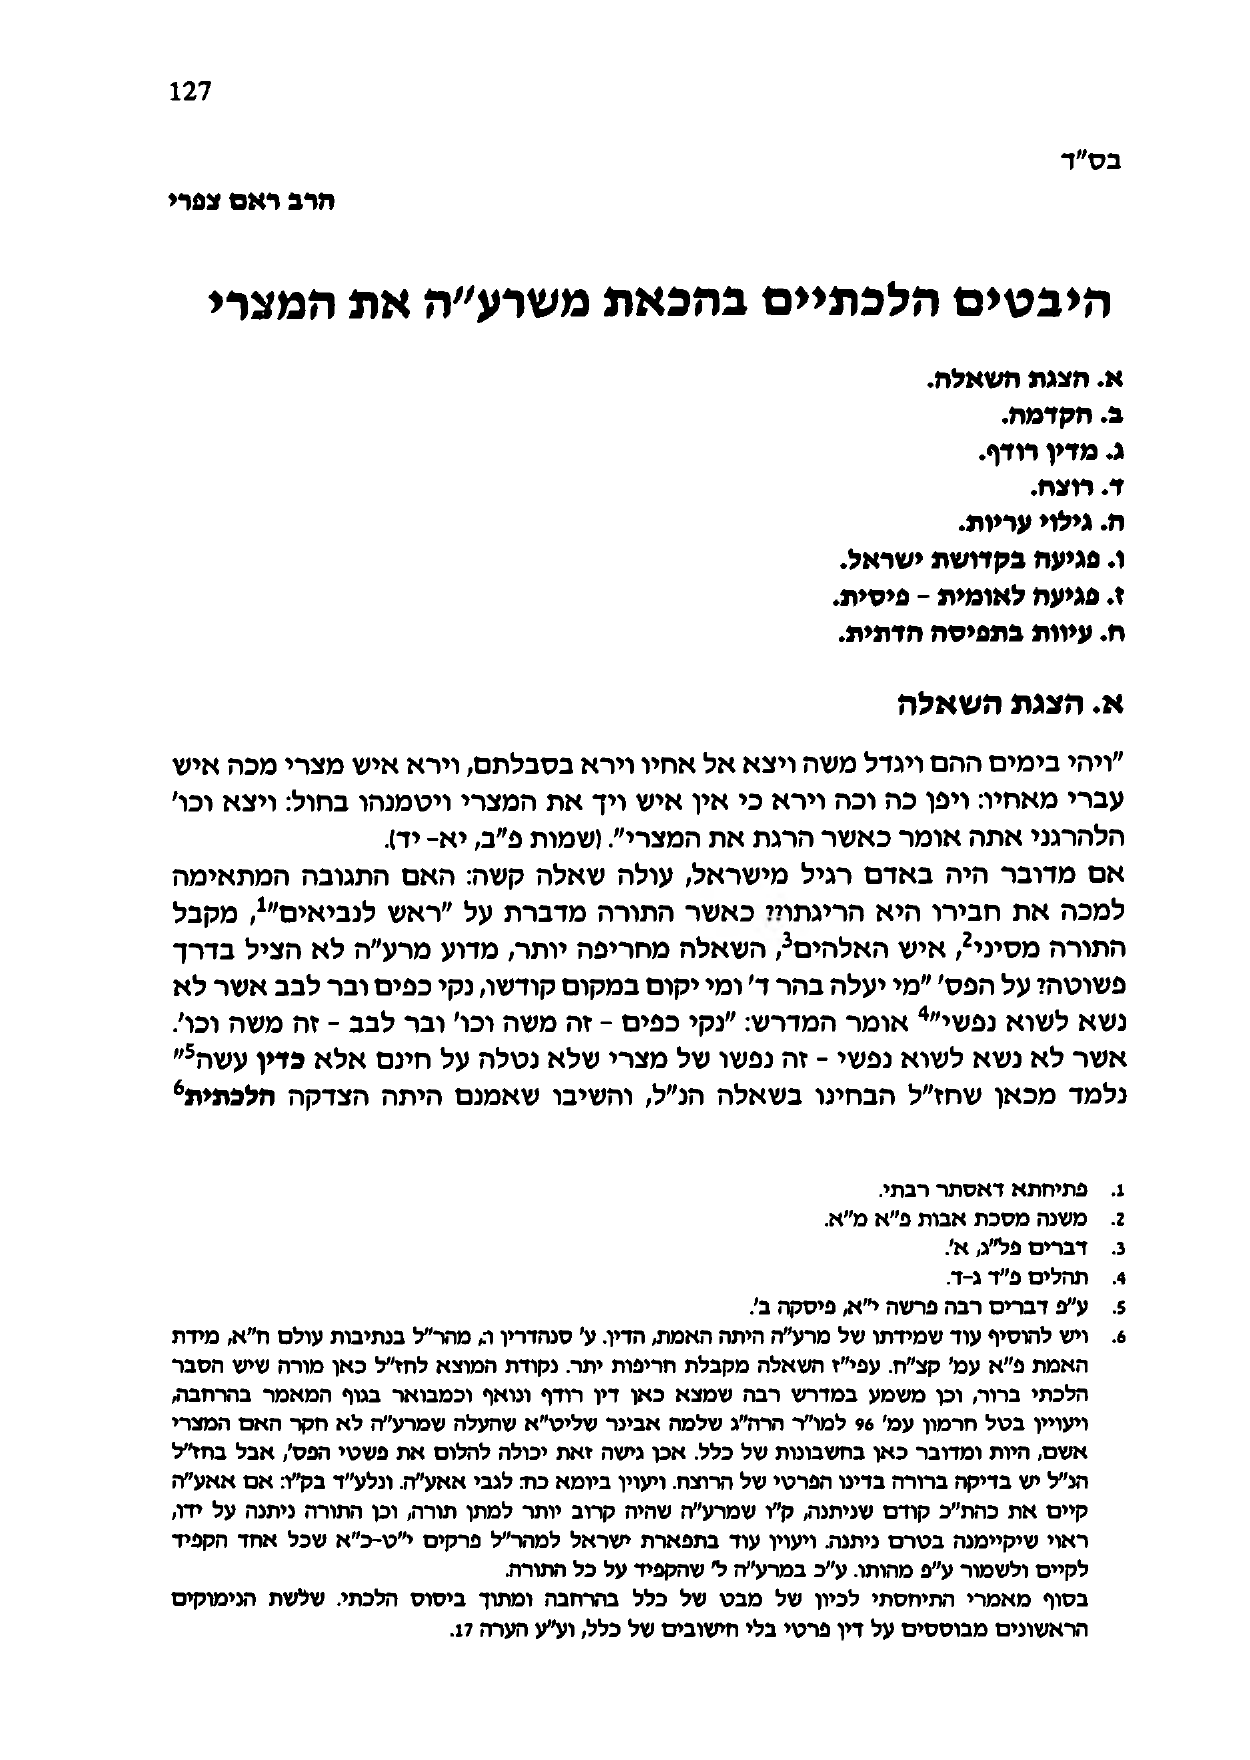 127
בס"ד
הרב ראם צפרי
היבטים הלכתיים בהכאת משרע"ה את המצרי
א. הצגת השאלה.
ב. הקדמה.
ג. מדין רודף.
ד. רוצח.
ה. גילוי עריות.
ו. פגיעה בקדושת ישראל.
ז. פגיעה לאומית - פיסית.
ח. עיוות בתפיסה הדתית.
א. הצגת השאלה
"ויהי בימים ההם ויגדל משה ויצא אל אחיו וירא בסבלתם, וירא איש מצרי מכה איש
עברי מאחיו: ויפן כה וכה וירא כי אין איש ויך את המצרי ויטמנהו בחול: ויצא וכו'
הלהרגני אתה אומר כאשר הרגת את המצרי". (שמות פ"ב, יא- יד).
אם מדובר היה באדם רגיל מישראל, עולה שאלה קשה: האם התגובה המתאימה
למכה את חבירו היא הריגתו?? כאשר התורה מדברת על "ראש לנביאים"1, מקבל
התורה מסיני2, איש האלהים3, השאלה מחריפה יותר, מדוע מרע"ה לא הציל בדרך
פשוטה? על הפס' "מי יעלה בהר ד' ומי יקום במקום קודשו, נקי כפים ובר לבב אשר לא
נשא לשוא נפשי"4 אומר המדרש: "נקי כפים - זה משה וכו' ובר לבב - זה משה וכו'.
אשר לא נשא לשוא נפשי - זה נפשו של מצרי שלא נטלה על חינם אלא כדין עשה5"
נלמד מכאן שחז"ל הבחינו בשאלה הנ"ל, והשיבו שאמנם היתה הצדקה הלכתית6
1. פתיחתא דאסתר רבתי.
2. משנה מסכת אבות פ"א מ"א.
3. דברים פל"ג, א'.
4. תהלים פ"ד ג-ד.
5. ע"פ דברים רבה פרשה י"א, פיסקה ב'.
6. ויש להוסיף עוד שמידתו של מרע"ה היתה האמת, הדין. ע' סנהדרין ו:, מהר"ל בנתיבות עולם ח"א, מידת
האמת פ"א עמ' קצ"ח. עפי"ז השאלה מקבלת חריפות יתר. נקודת המוצא לחז"ל כאן מורה שיש הסבר
הלכתי ברור, וכן משמע במדרש רבה שמצא כאן דין רודף ונואף וכמבואר בגוף המאמר בהרחבה,
ויעויין בטל חרמון עמ' 96 למו"ר הרה"ג שלמה אבינר שליט"א שהעלה שמרע"ה לא חקר האם המצרי
אשם, היות ומדובר כאן בחשבונות של כלל. אכן גישה זאת יכולה להלום את פשטי הפס', אבל בחז"ל
הנ"ל יש בדיקה ברורה בדינו הפרטי של הרוצח. ויעוין ביומא כח: לגבי אאע"ה. ונלע"ד בק"ו: אם אאע"ה
קיים את כהת"כ קודם שניתנה, ק"ו שמרע"ה שהיה קרוב יותר למתן תורה, וכן התורה ניתנה על ידו,
ראוי שיקיימנה בטרם ניתנה. ויעוין עוד בתפארת ישראל למהר"ל פרקים י"ט-כ"א שכל אחד הקפיד
לקיים ולשמור ע"פ מהותו. ע"כ במרע"ה ל' שהקפיד על כל התורה.
בסוף מאמרי התיחסתי לכיון של מבט של כלל בהרחבה ומתוך ביסוס הלכתי. שלשת הנימוקים
הראשונים מבוססים על דין פרטי בלי חישובים של כלל, וע"ע הערה 17.